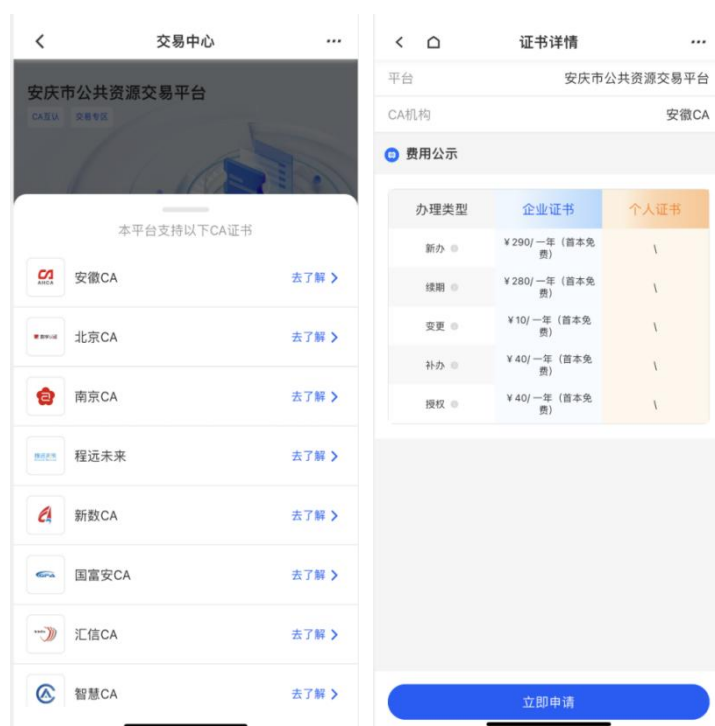 交易中心
安庆市公共资源交易平台
CA互认 交易专区
本平台支持以下CA证书
安徽CA 去了解
北京CA 去了解
南京CA 去了解
程远未来 去了解
新数CA 去了解
国富安CA 去了解
汇信CA 去了解
智慧CA 去了解
证书详情
平台 安庆市公共资源交易平台
CA机构 安徽CA
费用公示
办理类型 企业证书 个人证书
新办 ¥290/一年（首本免
费） \
续期 ¥280/一年（首本免
费） \
变更 ¥10/一年（首本免
费） \
补办 ¥40/一年（首本免
费） \
授权 ¥40/一年（首本免
费） \
立即申请